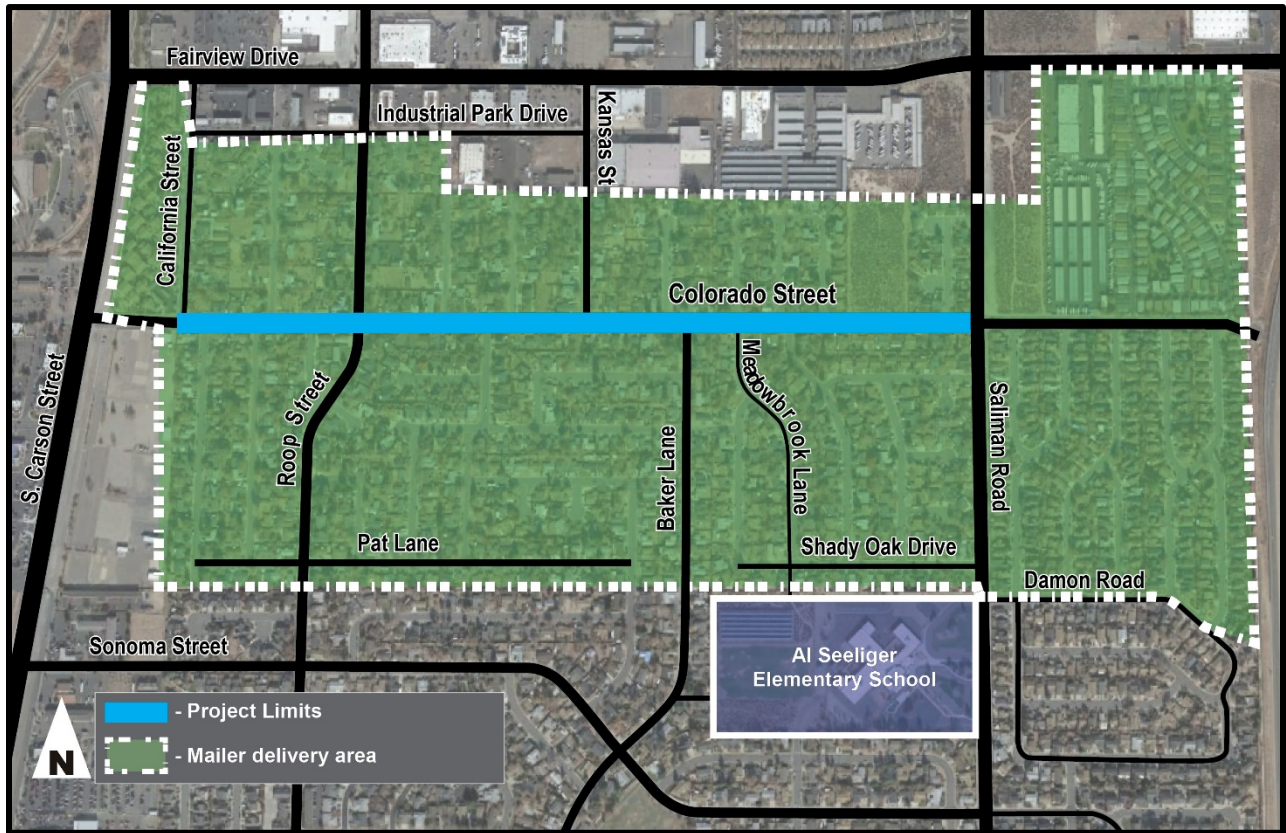 Fairview Drive
Industrial Park Drive
Kansas St
California Street
Colorado Street
S. Carson Street
Roop Street
Baker Lane
Meadowbrook Lane
Saliman Road
Pat Lane
Shady Oak Drive
Damon Road
Sonoma Street
Al Seeliger
Elementary School
- Project Limits
- Mailer delivery area
N